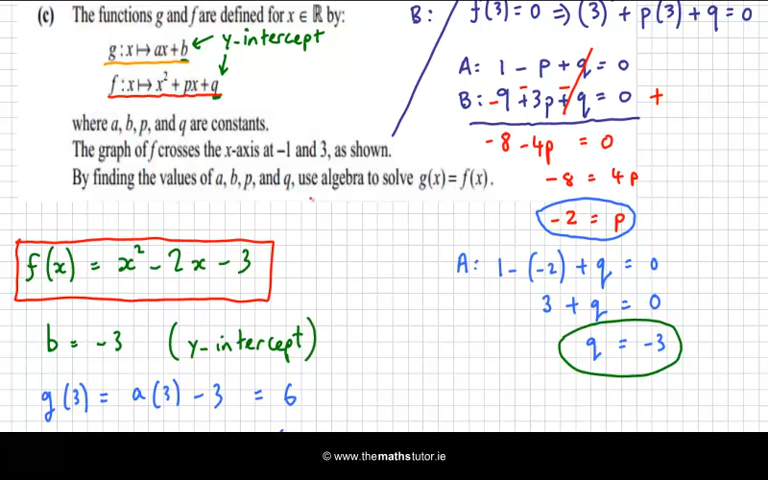 (c) The functions g and f are defined for x ∈ ℝ by:
g : x ↦ ax + b ← y-intercept
f : x ↦ x² + px + q
where a, b, p, and q are constants.
The graph of f crosses the x-axis at −1 and 3, as shown.
By finding the values of a, b, p, and q, use algebra to solve g(x) = f(x).
f(x) = x² - 2x - 3
b = -3 (y-intercept)
g(3) = a(3) - 3 = 6
B: f(3) = 0 ⇒ (3) + p(3) + q = 0
A: 1 - p + q = 0
B: -9 + 3p + q = 0 +
-8 - 4p = 0
-8 = 4p
-2 = p
A: 1 - (-2) + q = 0
3 + q = 0
q = -3
© www.themathstutor.ie